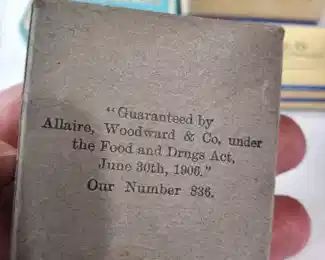 "Guaranteed by
Allaire, Woodward & Co. under
the Food and Drugs Act,
June 30th, 1906."
Our Number 836.